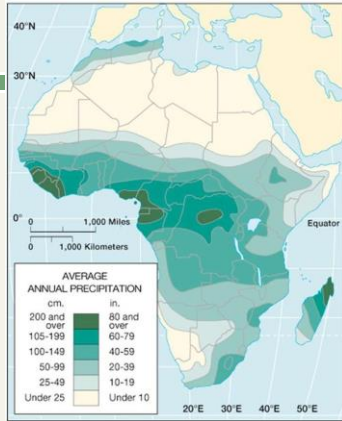 40°N
30°N
0°
0 1,000 Miles
0 1,000 Kilometers
Equator
AVERAGE
ANNUAL PRECIPITATION
cm. in.
200 and over 80 and over
105-199 60-79
100-149 40-59
50-99 20-39
25-49 10-19
Under 25 Under 10
20°E 30°E 40°E 50°E